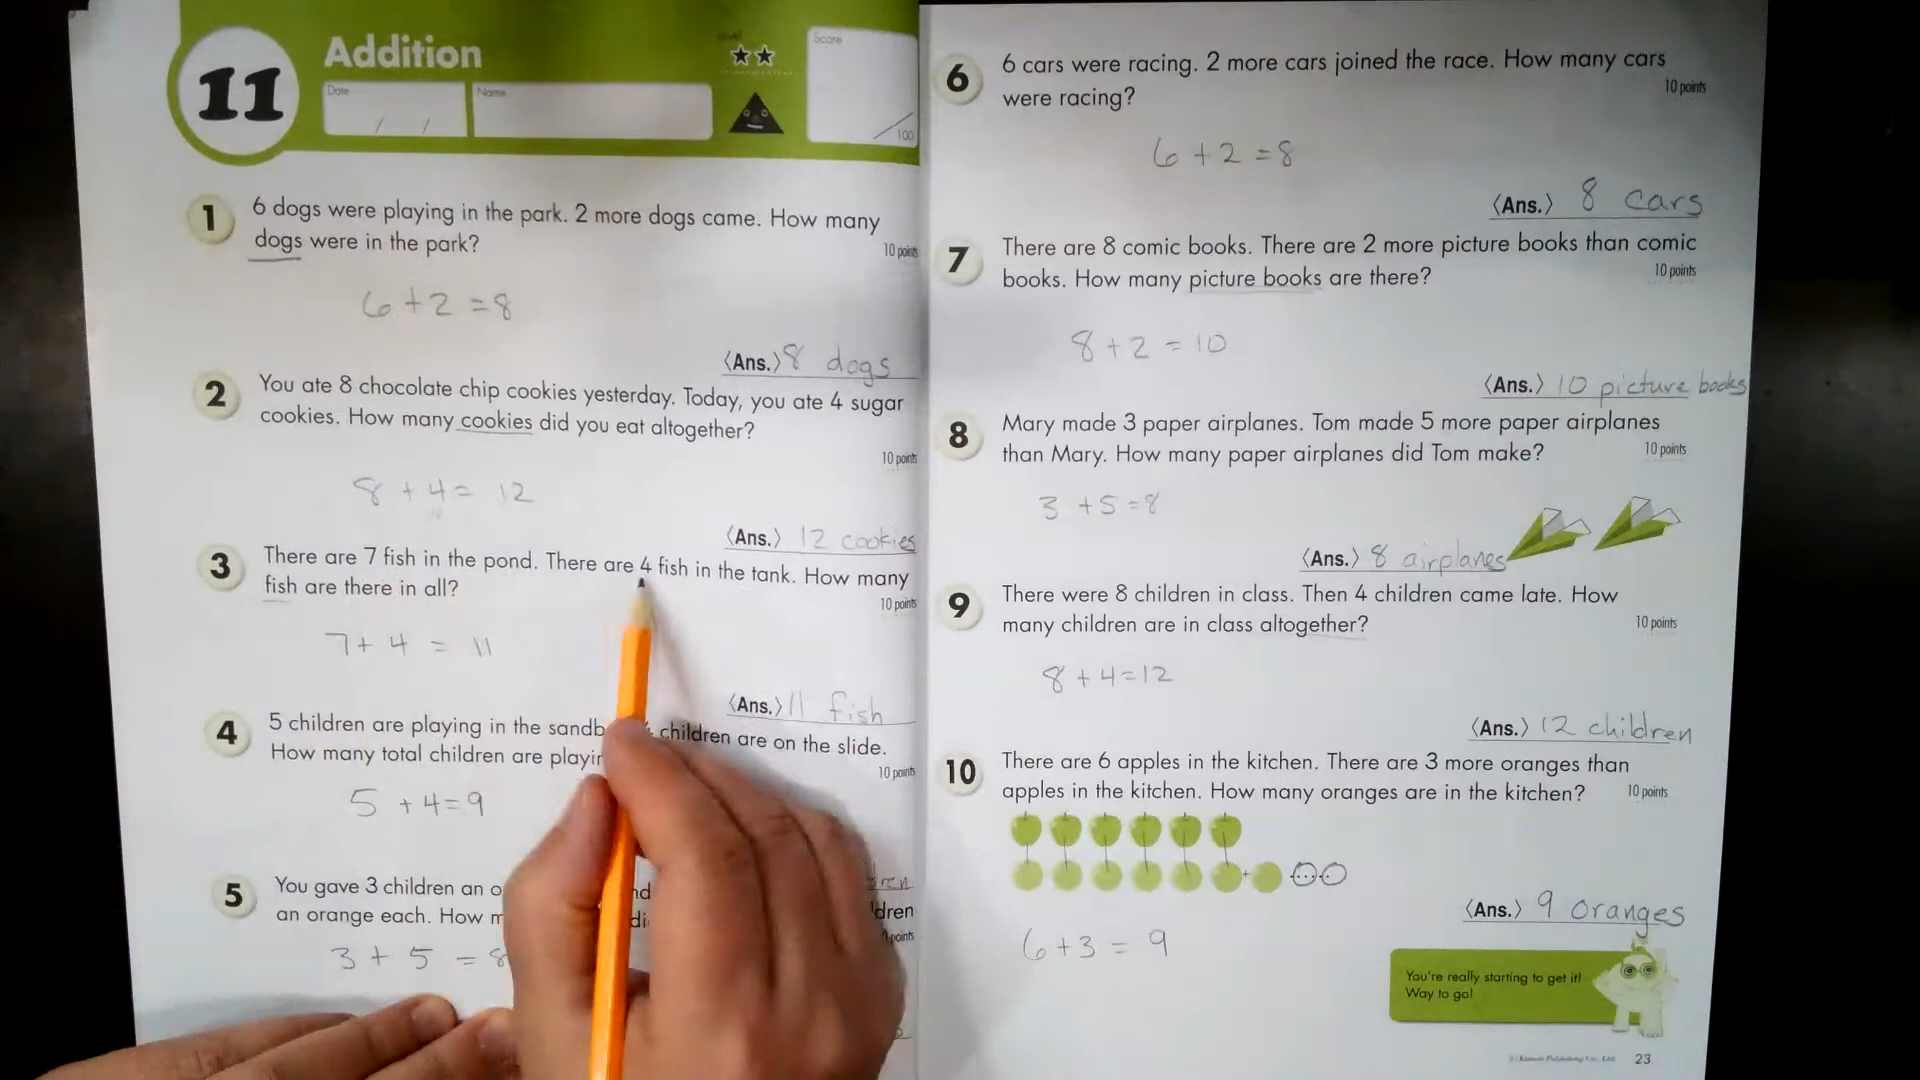 11
Addition
Level
Score
Date
Name
/ /
/100
1
6 dogs were playing in the park. 2 more dogs came. How many
dogs were in the park?
10 points
6 + 2 = 8
〈Ans.〉 8 dogs
2
You ate 8 chocolate chip cookies yesterday. Today, you ate 4 sugar
cookies. How many cookies did you eat altogether?
10 points
8 + 4 = 12
〈Ans.〉 12 cookies
3
There are 7 fish in the pond. There are 4 fish in the tank. How many
fish are there in all?
10 points
7 + 4 = 11
〈Ans.〉 11 fish
4
5 children are playing in the sandb children are on the slide.
How many total children are playin
10 points
5 + 4 = 9
dren
5
You gave 3 children an o nd
dren
an orange each. How m di
points
3 + 5 = 8
6
6 cars were racing. 2 more cars joined the race. How many cars
were racing?
10 points
6 + 2 = 8
〈Ans.〉 8 cars
7
There are 8 comic books. There are 2 more picture books than comic
books. How many picture books are there?
10 points
8 + 2 = 10
〈Ans.〉 10 picture books
8
Mary made 3 paper airplanes. Tom made 5 more paper airplanes
than Mary. How many paper airplanes did Tom make?
10 points
3 + 5 = 8
〈Ans.〉 8 airplanes
9
There were 8 children in class. Then 4 children came late. How
many children are in class altogether?
10 points
8 + 4 = 12
〈Ans.〉 12 children
10
There are 6 apples in the kitchen. There are 3 more oranges than
apples in the kitchen. How many oranges are in the kitchen?
10 points
+
〈Ans.〉 9 oranges
6 + 3 = 9
You're really starting to get it!
Way to go!
© Kumon Publishing Co., Ltd. 23